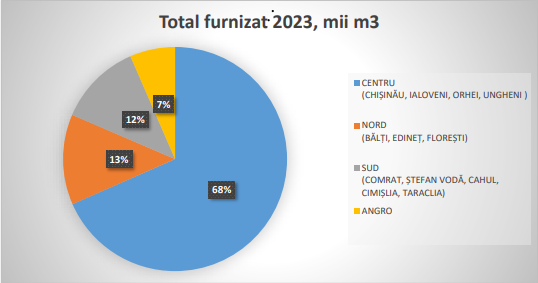 Total furnizat 2023, mii m3
7%
12%
13%
68%
CENTRU
(CHIȘINĂU, IALOVENI, ORHEI, UNGHENI )
NORD
(BĂLȚI, EDINEȚ, FLOREȘTI)
SUD
(COMRAT, ȘTEFAN VODĂ, CAHUL,
CIMIȘLIA, TARACLIA)
ANGRO